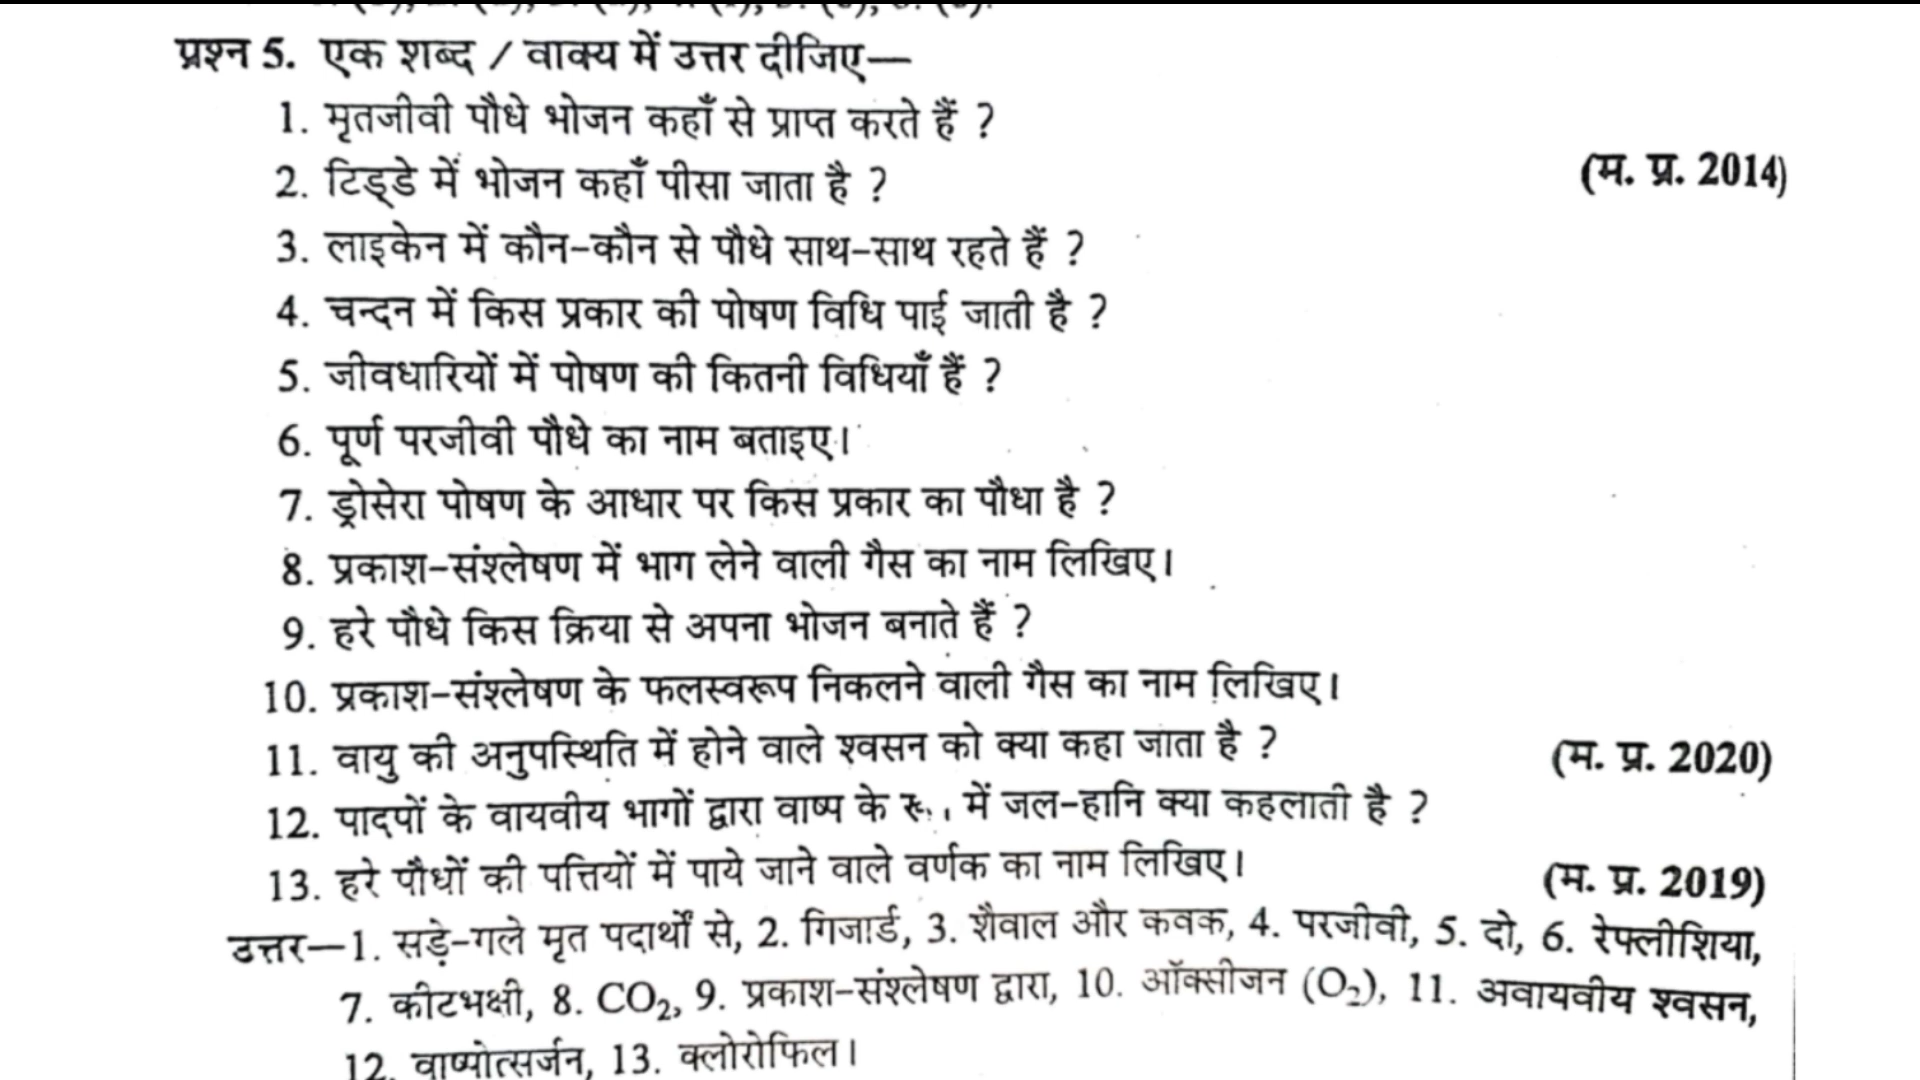 प्रश्न 5. एक शब्द / वाक्य में उत्तर दीजिए—
1. मृतजीवी पौधे भोजन कहाँ से प्राप्त करते हैं ?
2. टिड्डे में भोजन कहाँ पीसा जाता है ? (म. प्र. 2014)
3. लाइकेन में कौन-कौन से पौधे साथ-साथ रहते हैं ?
4. चन्दन में किस प्रकार की पोषण विधि पाई जाती है ?
5. जीवधारियों में पोषण की कितनी विधियाँ हैं ?
6. पूर्ण परजीवी पौधे का नाम बताइए।
7. ड्रोसेरा पोषण के आधार पर किस प्रकार का पौधा है ?
8. प्रकाश-संश्लेषण में भाग लेने वाली गैस का नाम लिखिए।
9. हरे पौधे किस क्रिया से अपना भोजन बनाते हैं ?
10. प्रकाश-संश्लेषण के फलस्वरूप निकलने वाली गैस का नाम लिखिए।
11. वायु की अनुपस्थिति में होने वाले श्वसन को क्या कहा जाता है ? (म. प्र. 2020)
12. पादपों के वायवीय भागों द्वारा वाष्प के में जल-हानि क्या कहलाती है ?
13. हरे पौधों की पत्तियों में पाये जाने वाले वर्णक का नाम लिखिए। (म. प्र. 2019)
उत्तर—1. सड़े-गले मृत पदार्थों से, 2. गिजार्ड, 3. शैवाल और कवक, 4. परजीवी, 5. दो, 6. रेफ्लीशिया,
7. कीटभक्षी, 8. CO₂, 9. प्रकाश-संश्लेषण द्वारा, 10. ऑक्सीजन (O₂), 11. अवायवीय श्वसन,
12. वाष्पोत्सर्जन, 13. क्लोरोफिल।